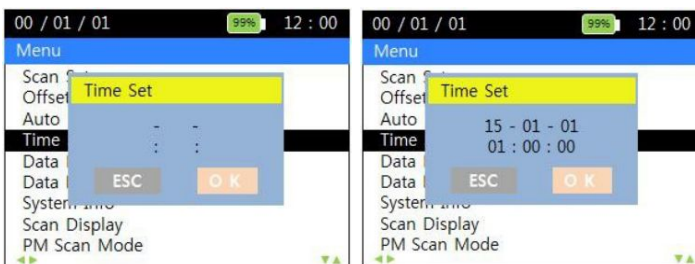 00 / 01 / 01 99% 12 : 00
Menu
Scan
Offset
Auto
Time
Data
Data
System Info
Scan Display
PM Scan Mode
Time Set
- -
: :
ESC O K
00 / 01 / 01 99% 12 : 00
Menu
Scan
Offset
Auto
Time
Data
Data
System Info
Scan Display
PM Scan Mode
Time Set
15 - 01 - 01
01 : 00 : 00
ESC O K